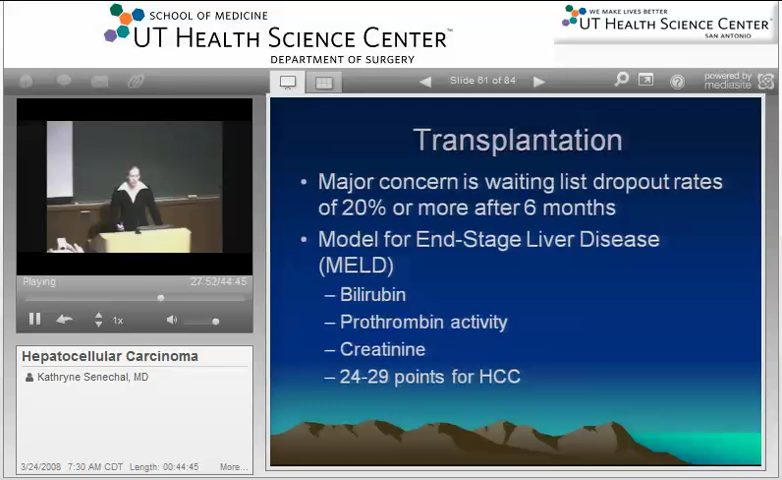 SCHOOL OF MEDICINE
UT HEALTH SCIENCE CENTER™
DEPARTMENT OF SURGERY
WE MAKE LIVES BETTER
UT HEALTH SCIENCE CENTER™
SAN ANTONIO
Slide 61 of 84
powered by
mediasite
Playing
27:52/44:45
1x
Hepatocellular Carcinoma
Kathryne Senechal, MD
3/24/2008 7:30 AM CDT Length: 00:44:45 More...
Transplantation
• Major concern is waiting list dropout rates
of 20% or more after 6 months
• Model for End-Stage Liver Disease
(MELD)
– Bilirubin
– Prothrombin activity
– Creatinine
– 24-29 points for HCC